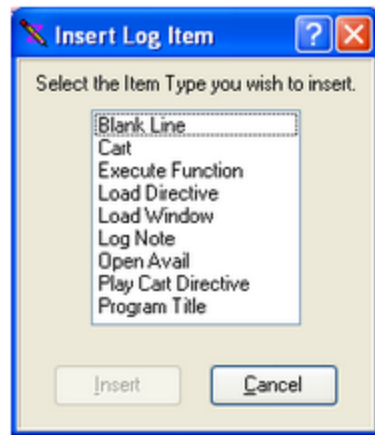 Insert Log Item
?
Select the Item Type you wish to insert.
Blank Line
Cart
Execute Function
Load Directive
Load Window
Log Note
Open Avail
Play Cart Directive
Program Title
Insert
Cancel